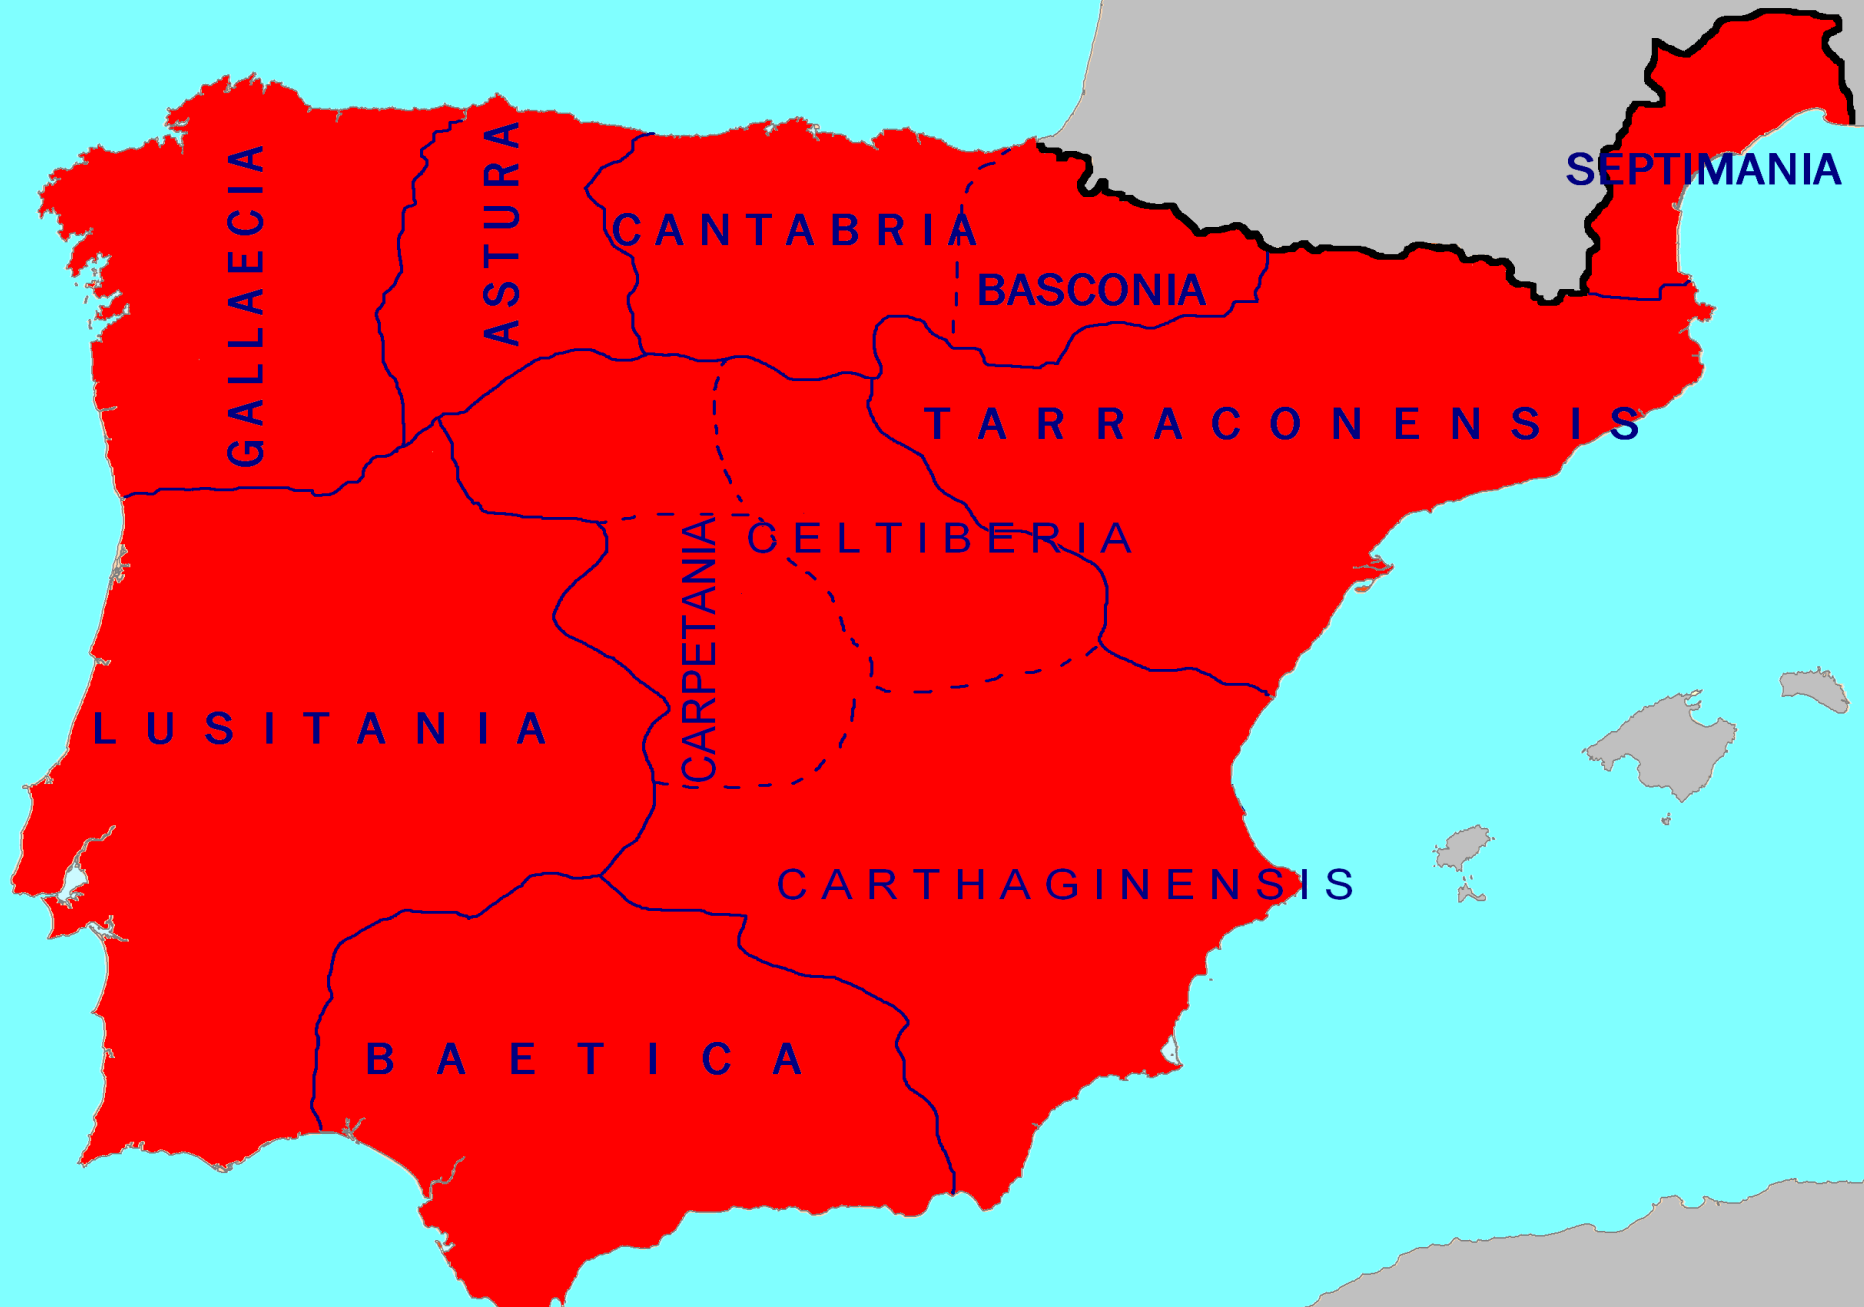 SEPTIMANIA
GALLAECIA
ASTURA
CANTABRIA
BASCONIA
TARRACONENSIS
CELTIBERIA
CARPETANIA
LUSITANIA
CARTHAGINENSIS
BAETICA